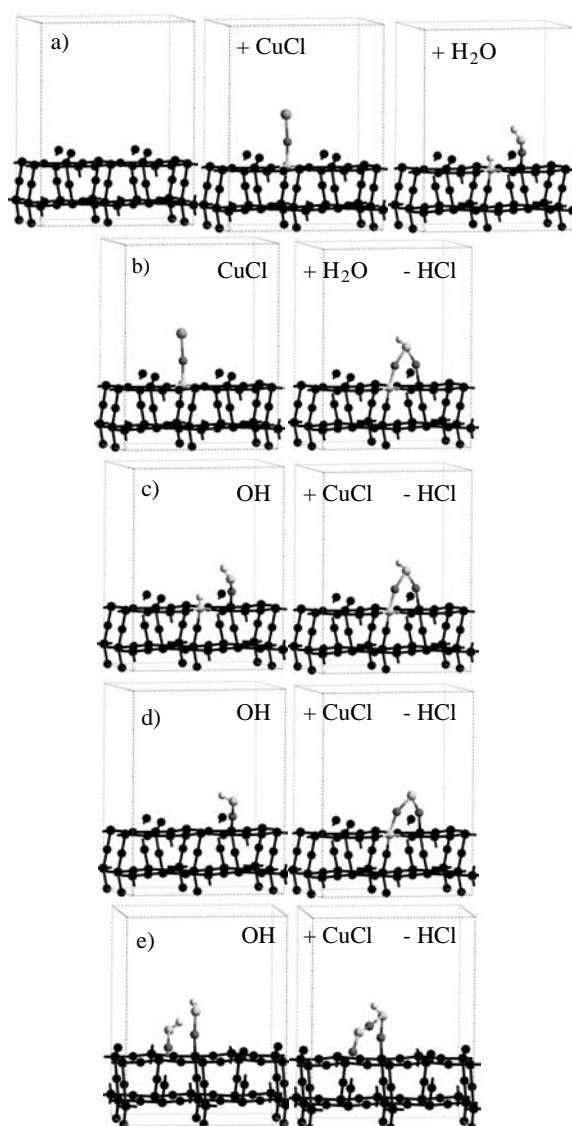 a) + CuCl + H₂O
b) CuCl + H₂O - HCl
c) OH + CuCl - HCl
d) OH + CuCl - HCl
e) OH + CuCl - HCl